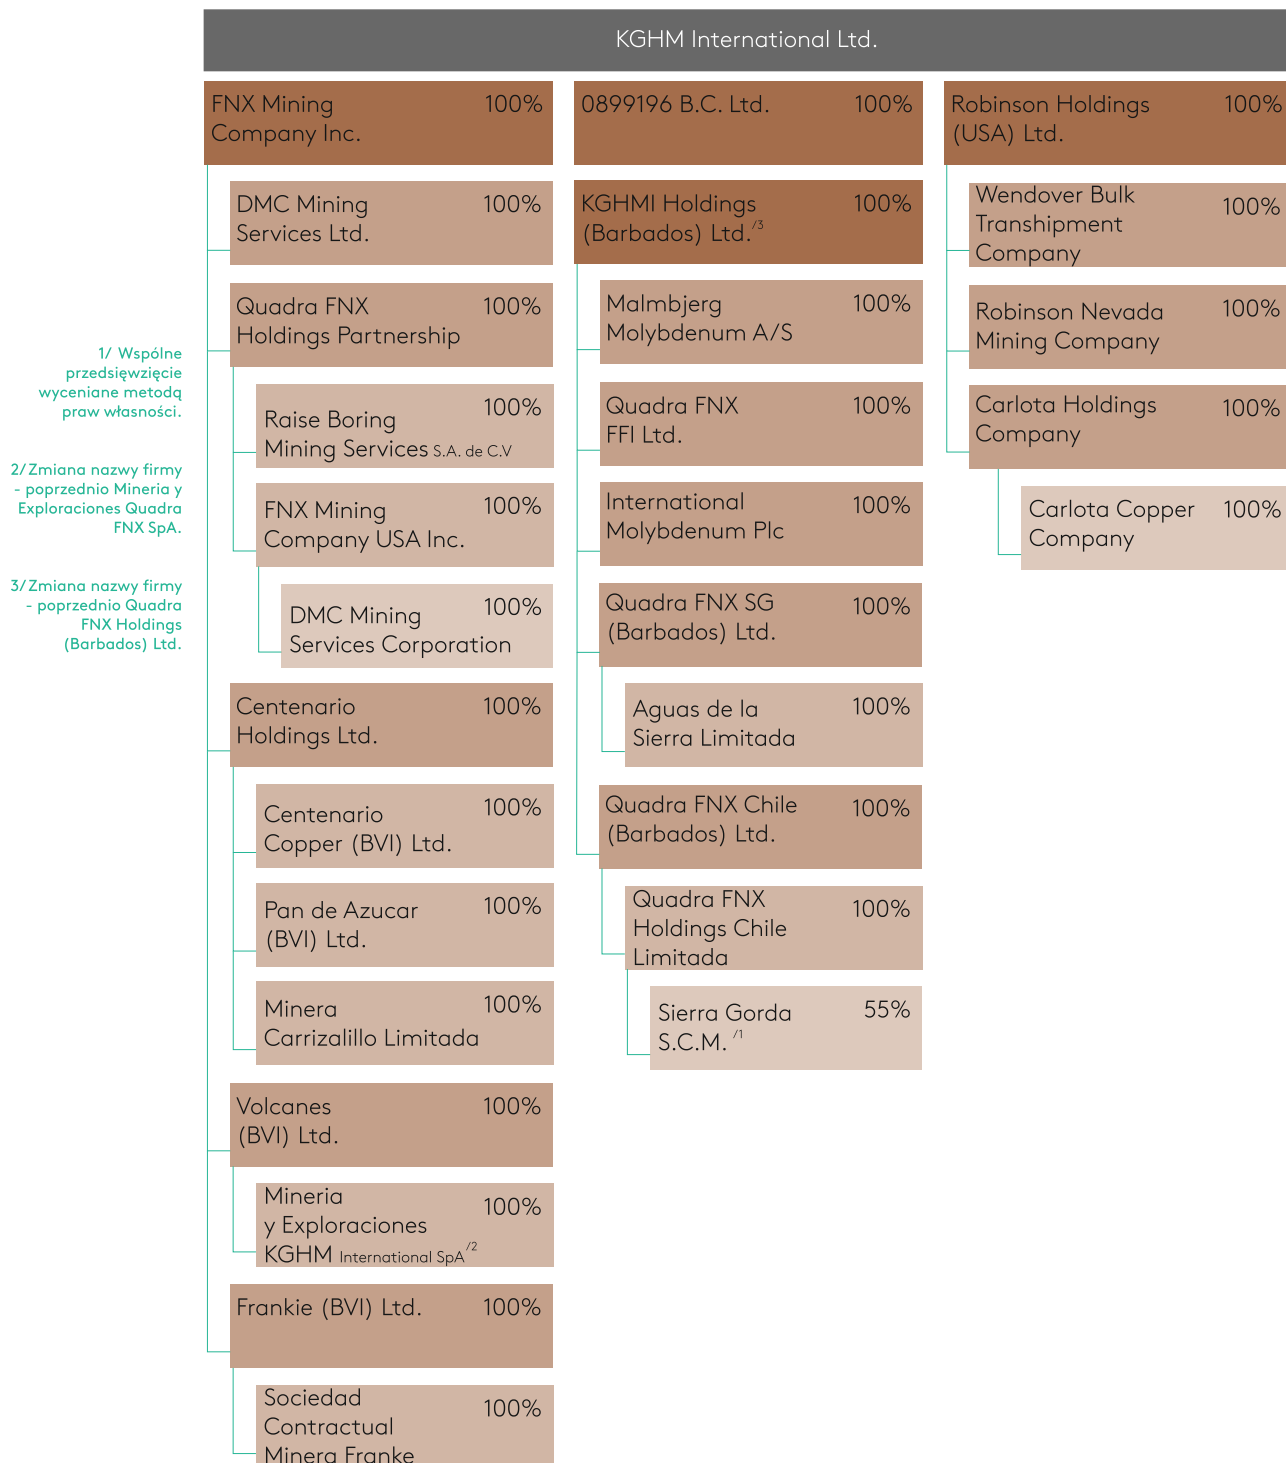 KGHM International Ltd.
FNX Mining 100%
Company Inc.
DMC Mining 100%
Services Ltd.
Quadra FNX 100%
Holdings Partnership
Raise Boring 100%
Mining Services S.A. de C.V
FNX Mining 100%
Company USA Inc.
DMC Mining 100%
Services Corporation
Centenario 100%
Holdings Ltd.
Centenario 100%
Copper (BVI) Ltd.
Pan de Azucar 100%
(BVI) Ltd.
Minera 100%
Carrizalillo Limitada
Volcanes 100%
(BVI) Ltd.
Mineria 100%
y Exploraciones
KGHM International SpA /2
Frankie (BVI) Ltd. 100%
Sociedad 100%
Contractual
Minera Franke
0899196 B.C. Ltd. 100%
KGHMI Holdings 100%
(Barbados) Ltd. /3
Malmbjerg 100%
Molybdenum A/S
Quadra FNX 100%
FFI Ltd.
International 100%
Molybdenum Plc
Quadra FNX SG 100%
(Barbados) Ltd.
Aguas de la 100%
Sierra Limitada
Quadra FNX Chile 100%
(Barbados) Ltd.
Quadra FNX 100%
Holdings Chile
Limitada
Sierra Gorda 55%
S.C.M. /1
Robinson Holdings 100%
(USA) Ltd.
Wendover Bulk 100%
Transhipment
Company
Robinson Nevada 100%
Mining Company
Carlota Holdings 100%
Company
Carlota Copper 100%
Company
1/ Wspólne
przedsięwzięcie
wyceniane metodą
praw własności.
2/ Zmiana nazwy firmy
- poprzednio Mineria y
Exploraciones Quadra
FNX SpA.
3/ Zmiana nazwy firmy
- poprzednio Quadra
FNX Holdings
(Barbados) Ltd.